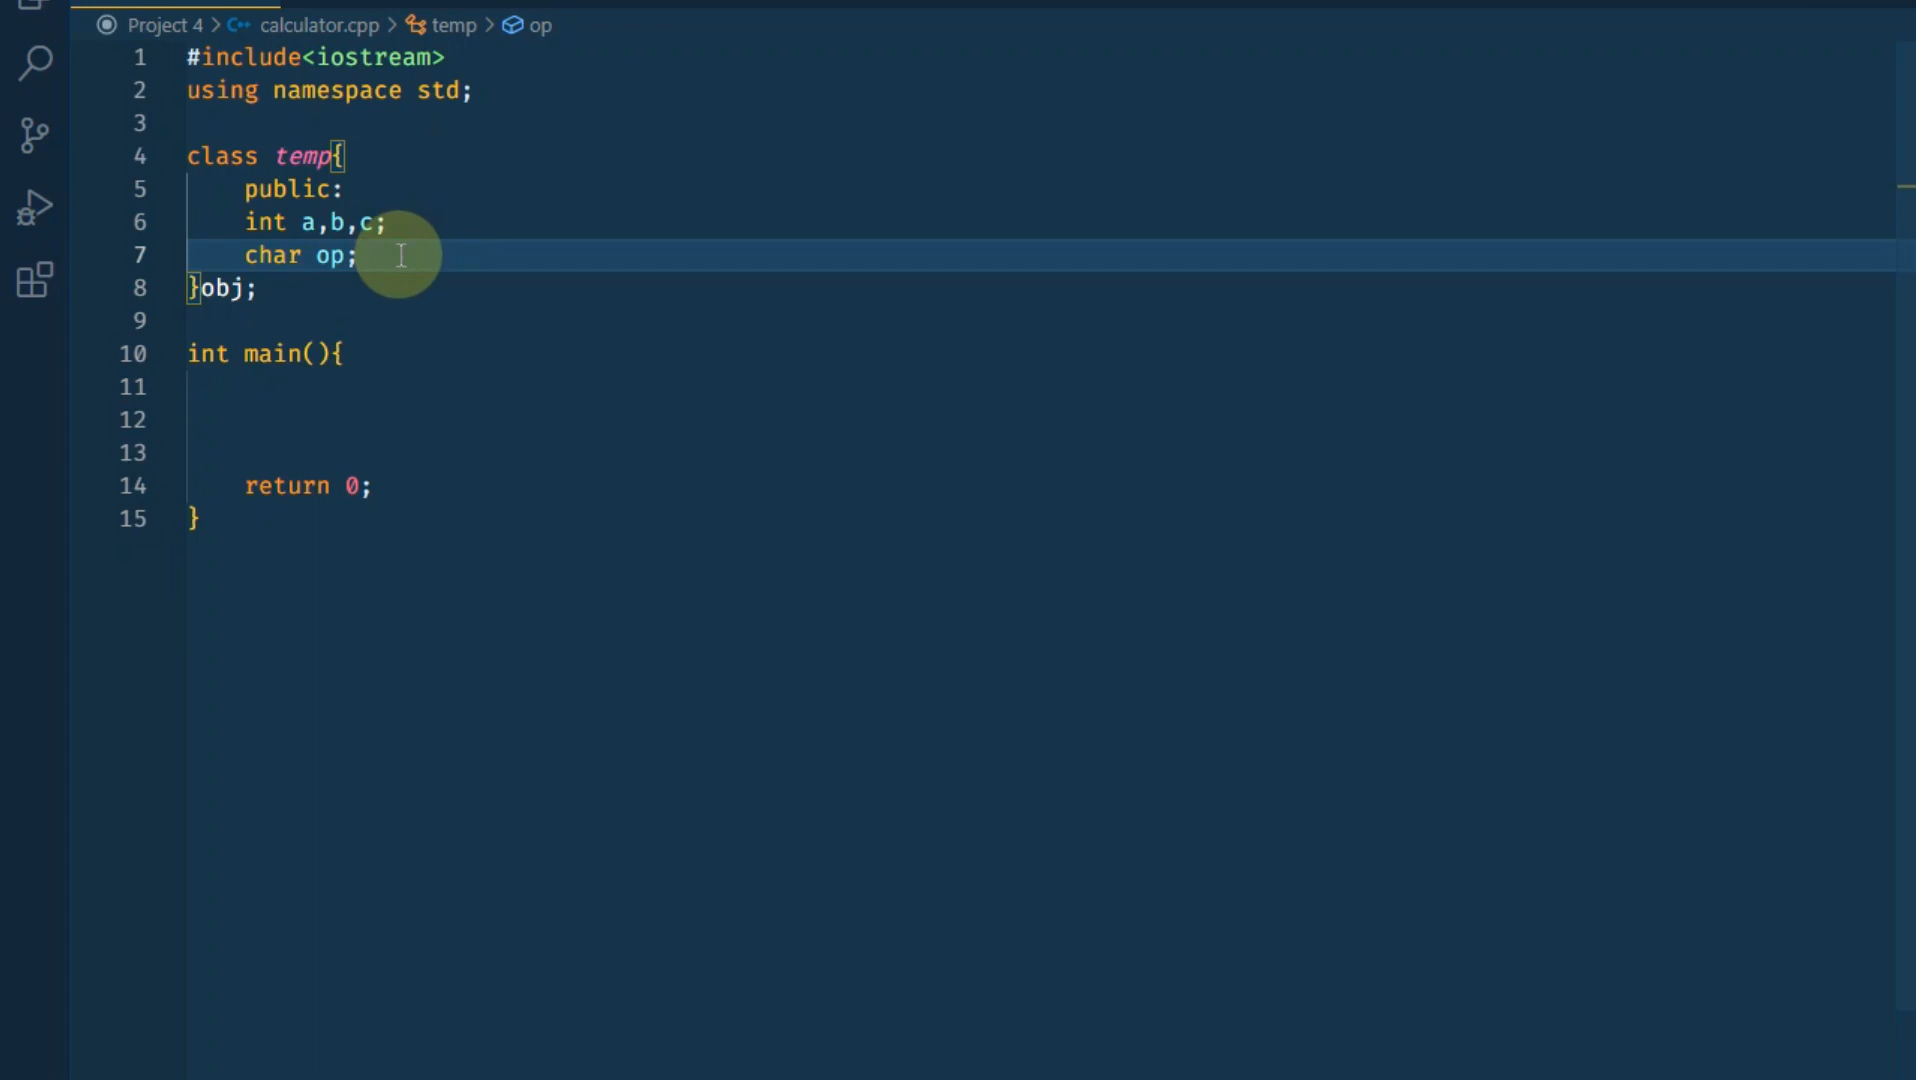 Project 4 > calculator.cpp > temp > op
1 #include<iostream>
2 using namespace std;
3
4 class temp{
5 public:
6 int a,b,c;
7 char op;
8 }obj;
9
10 int main(){
11
12
13
14 return 0;
15 }